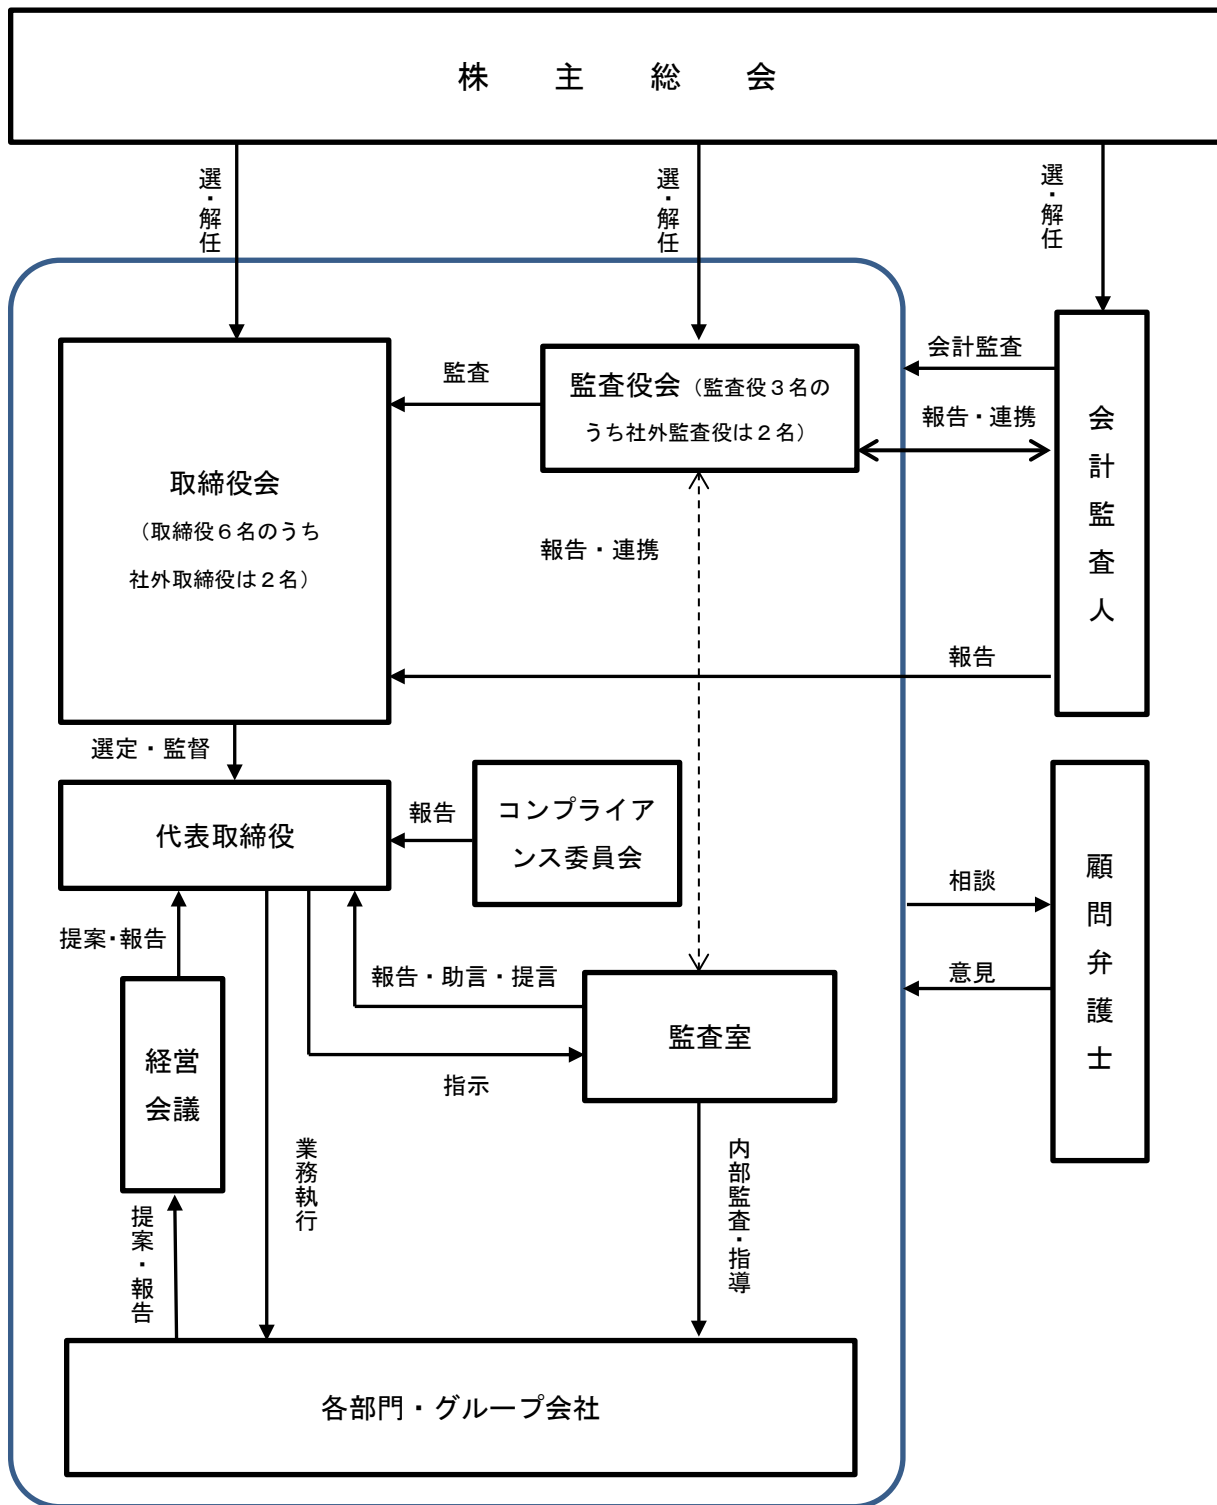 株主総会
選・解任
選・解任
選・解任
会計監査
監査
監査役会（監査役３名の
うち社外監査役は２名）
報告・連携
会計監査人
取締役会
（取締役６名のうち
社外取締役は２名）
報告・連携
報告
選定・監督
代表取締役
報告
コンプライア
ンス委員会
相談
顧問弁護士
意見
提案・報告
報告・助言・提言
監査室
経営
会議
指示
業務執行
内部監査・指導
提案・報告
各部門・グループ会社